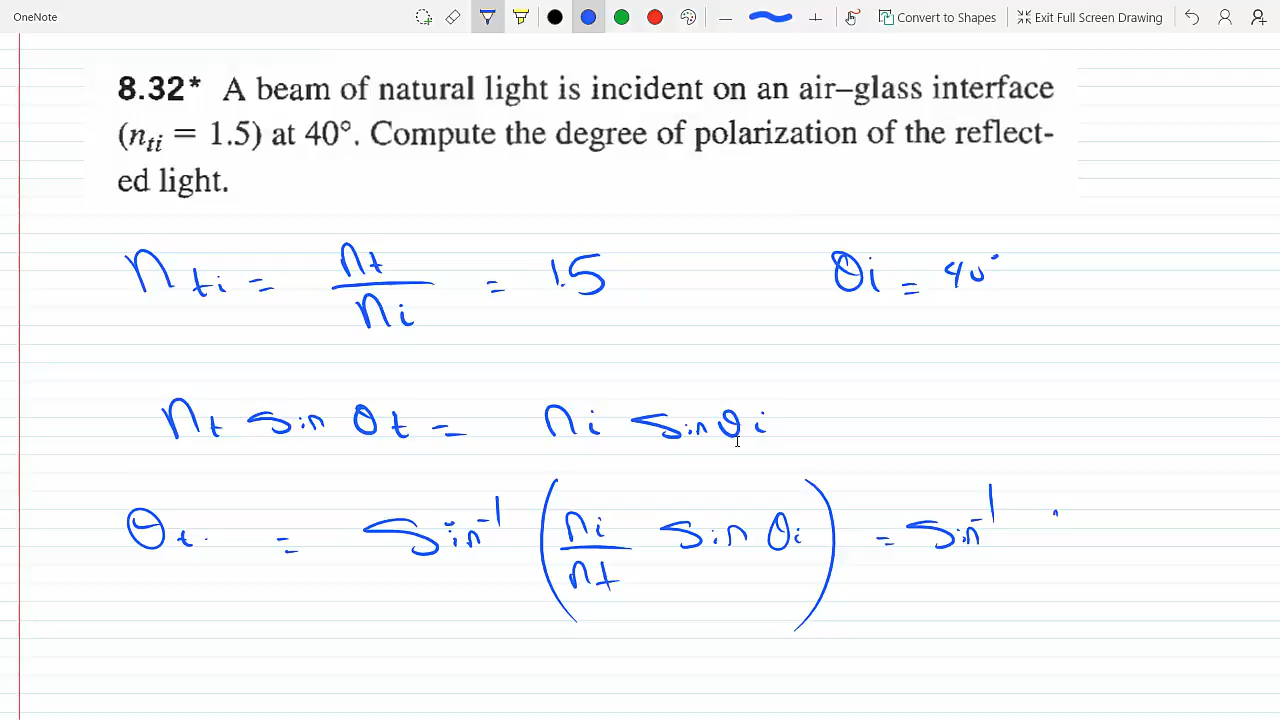 OneNote
Convert to Shapes
Exit Full Screen Drawing
8.32* A beam of natural light is incident on an air–glass interface
(n_ti = 1.5) at 40°. Compute the degree of polarization of the reflect-
ed light.
n_ti = n_t / n_i = 1.5 θ_i = 40°
n_t sin θ_t = n_i sin θ_i
θ_t = sin⁻¹ (n_i / n_t sin θ_i) = sin⁻¹